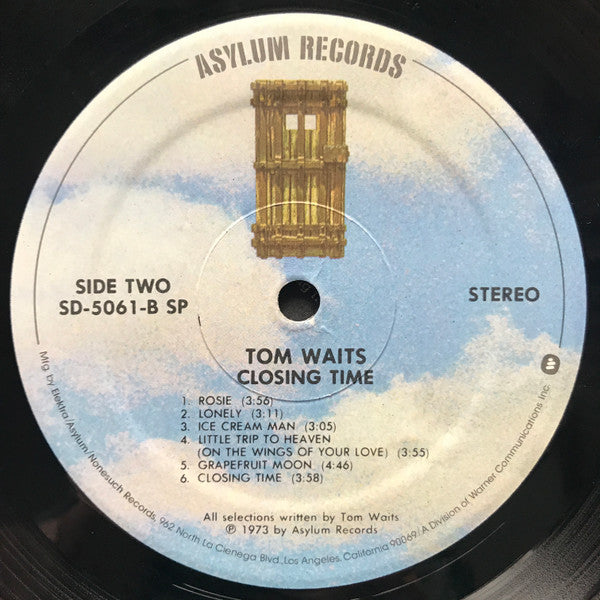 ASYLUM RECORDS
SIDE TWO
SD-5061-B SP
STEREO
TOM WAITS
CLOSING TIME
1. ROSIE (3:56)
2. LONELY (3:11)
3. ICE CREAM MAN (3:05)
4. LITTLE TRIP TO HEAVEN
(ON THE WINGS OF YOUR LOVE) (3:55)
5. GRAPEFRUIT MOON (4:46)
6. CLOSING TIME (3:58)
All selections written by Tom Waits
℗ 1973 by Asylum Records
Mfg. by Elektra/Asylum/Nonesuch Records, 962 North La Cienega Blvd., Los Angeles, California 90069/A Division of Warner Communications Inc.